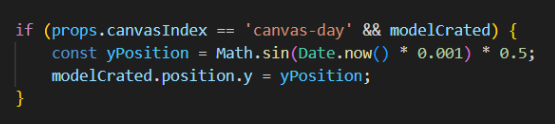 if (props.canvasIndex == 'canvas-day' && modelCrated) {
const yPosition = Math.sin(Date.now() * 0.001) * 0.5;
modelCrated.position.y = yPosition;
}